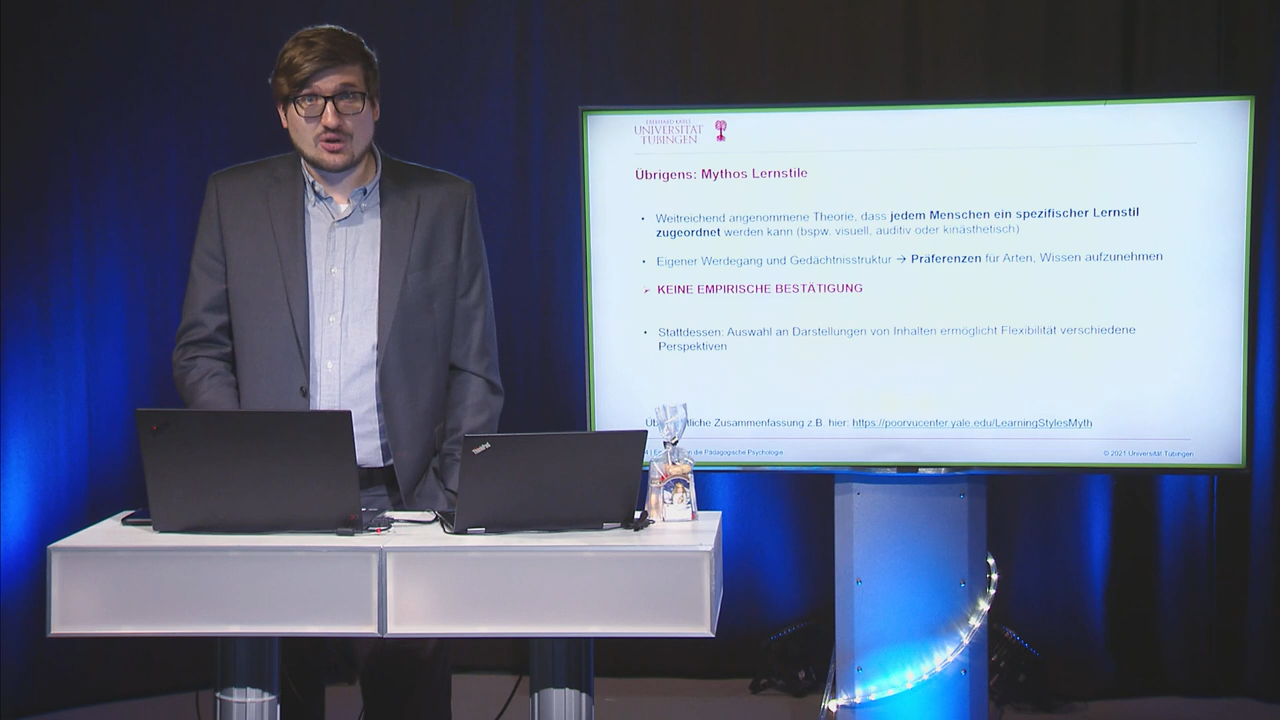 EBERHARD KARLS
UNIVERSITÄT
TÜBINGEN
Übrigens: Mythos Lernstile
• Weitreichend angenommene Theorie, dass jedem Menschen ein spezifischer Lernstil
zugeordnet werden kann (bspw. visuell, auditiv oder kinästhetisch)
• Eigener Werdegang und Gedächtnisstruktur → Präferenzen für Arten, Wissen aufzunehmen
➢ KEINE EMPIRISCHE BESTÄTIGUNG
• Stattdessen: Auswahl an Darstellungen von Inhalten ermöglicht Flexibilität verschiedene
Perspektiven
tliche Zusammenfassung z.B. hier: https://poorvucenter.yale.edu/LearningStylesMyth
die Pädagogische Psychologie
© 2021 Universität Tübingen
ThinkPad